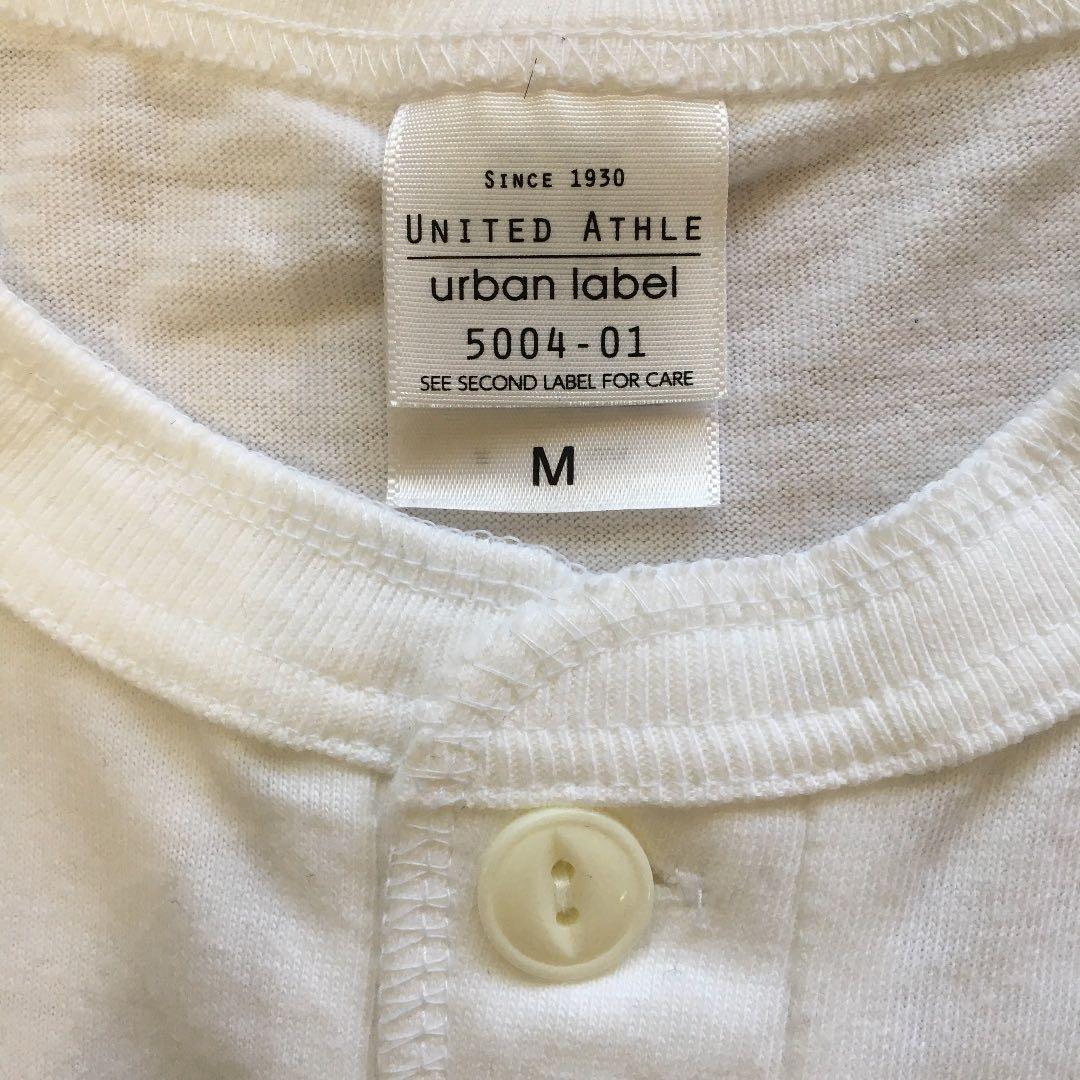 SINCE 1930
UNITED ATHLE
urban label
5004-01
SEE SECOND LABEL FOR CARE
M